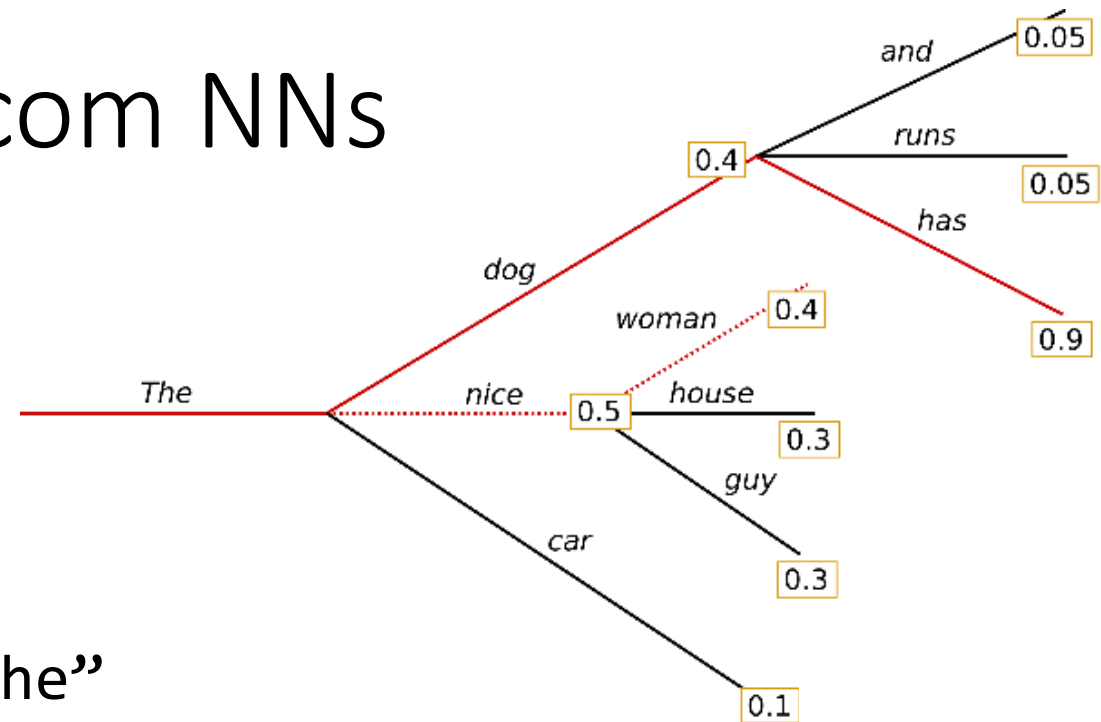 com NNs
and
0.05
runs
0.4
0.05
has
dog
woman
0.4
0.9
The
nice
0.5
house
0.3
guy
car
0.3
he”
0.1